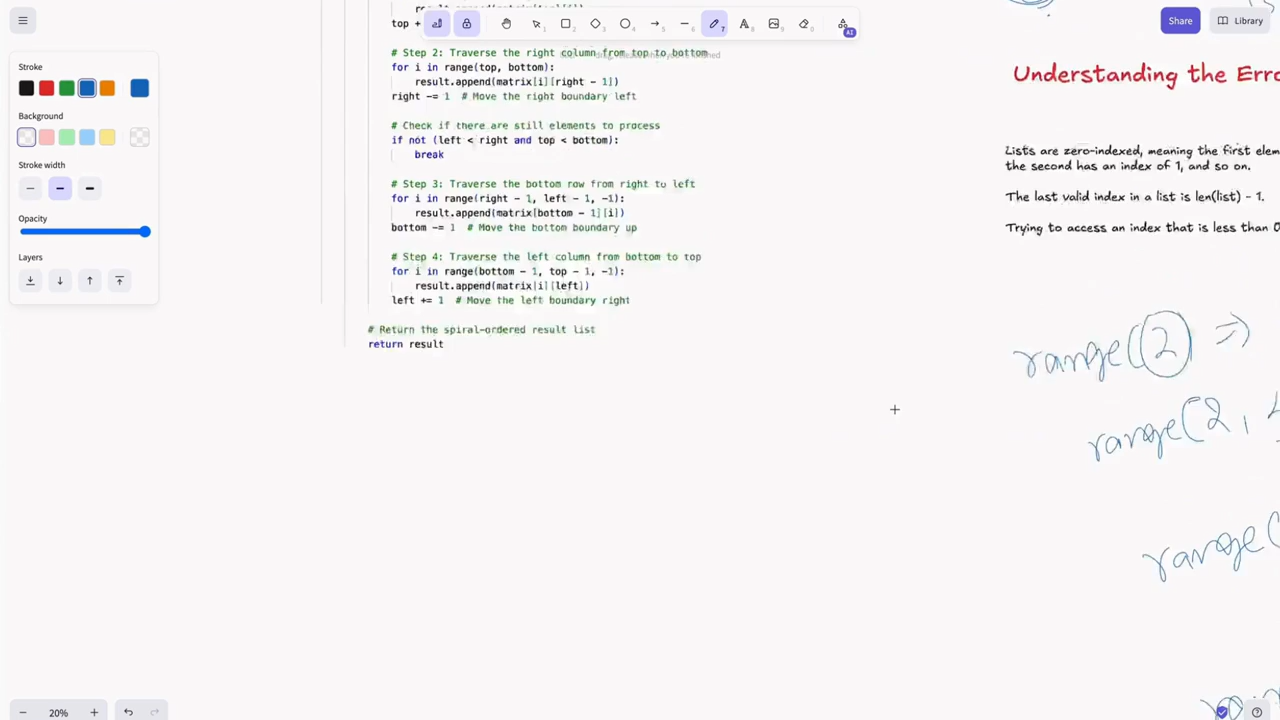 Share
Library
Stroke
Background
Stroke width
Opacity
Layers
20%
top +
# Step 2: Traverse the right column from top to bottom
for i in range(top, bottom):
result.append(matrix[i][right - 1])
right -= 1  # Move the right boundary left
# Check if there are still elements to process
if not (left < right and top < bottom):
break
# Step 3: Traverse the bottom row from right to left
for i in range(right - 1, left - 1, -1):
result.append(matrix[bottom - 1][i])
bottom -= 1  # Move the bottom boundary up
# Step 4: Traverse the left column from bottom to top
for i in range(bottom - 1, top - 1, -1):
result.append(matrix[i][left])
left += 1  # Move the left boundary right
# Return the spiral-ordered result list
return result
Understanding the Erro
Lists are zero-indexed, meaning the first elem
the second has an index of 1, and so on.
The last valid index in a list is len(list) - 1.
Trying to access an index that is less than 0
range(2 =>
range(2,
range(